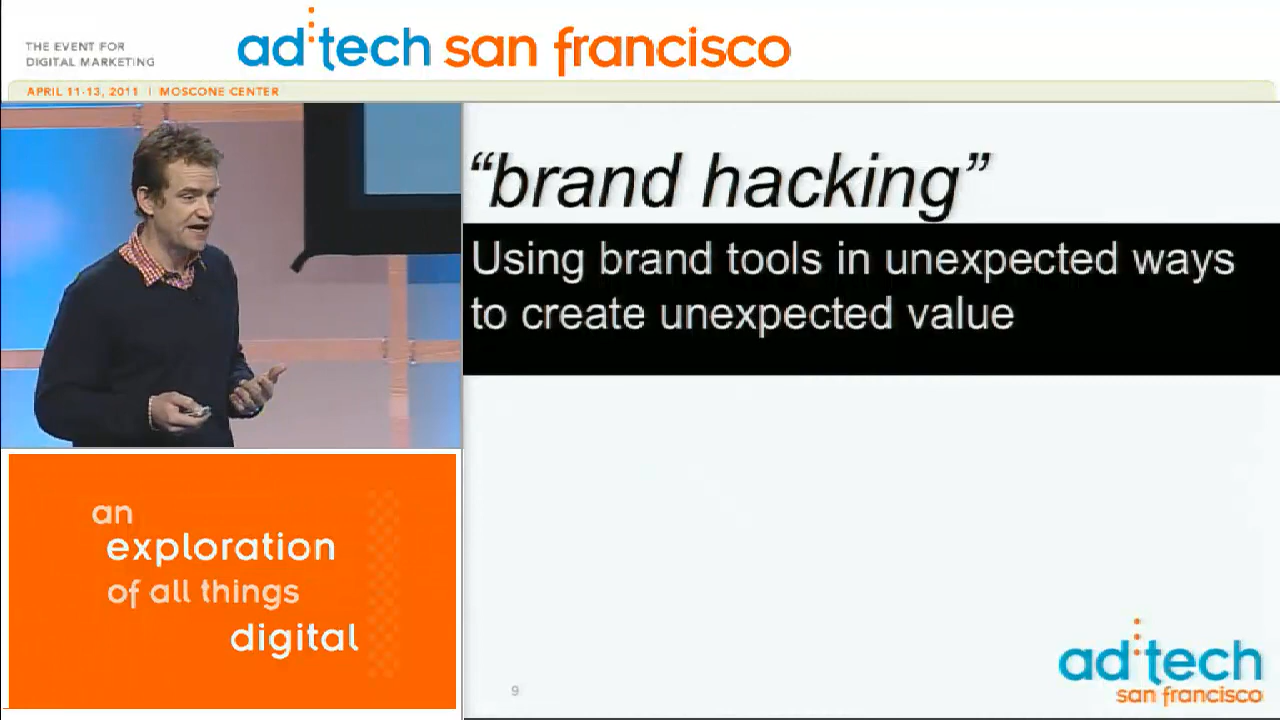 THE EVENT FOR
DIGITAL MARKETING
ad:tech san francisco
APRIL 11-13, 2011 | MOSCONE CENTER
“brand hacking”
Using brand tools in unexpected ways
to create unexpected value
an
exploration
of all things
digital
9
ad:tech
san francisco